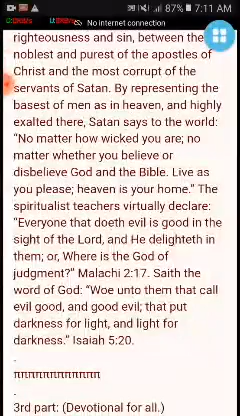 87% 7:11 AM
No internet connection
righteousness and sin, between the
noblest and purest of the apostles of
Christ and the most corrupt of the
servants of Satan. By representing the
basest of men as in heaven, and highly
exalted there, Satan says to the world:
“No matter how wicked you are; no
matter whether you believe or
disbelieve God and the Bible. Live as
you please; heaven is your home.” The
spiritualist teachers virtually declare:
“Everyone that doeth evil is good in the
sight of the Lord, and He delighteth in
them; or, Where is the God of
judgment?” Malachi 2:17. Saith the
word of God: “Woe unto them that call
evil good, and good evil; that put
darkness for light, and light for
darkness.” Isaiah 5:20.
.
πππππππππππππ
.
3rd part: (Devotional for all.)